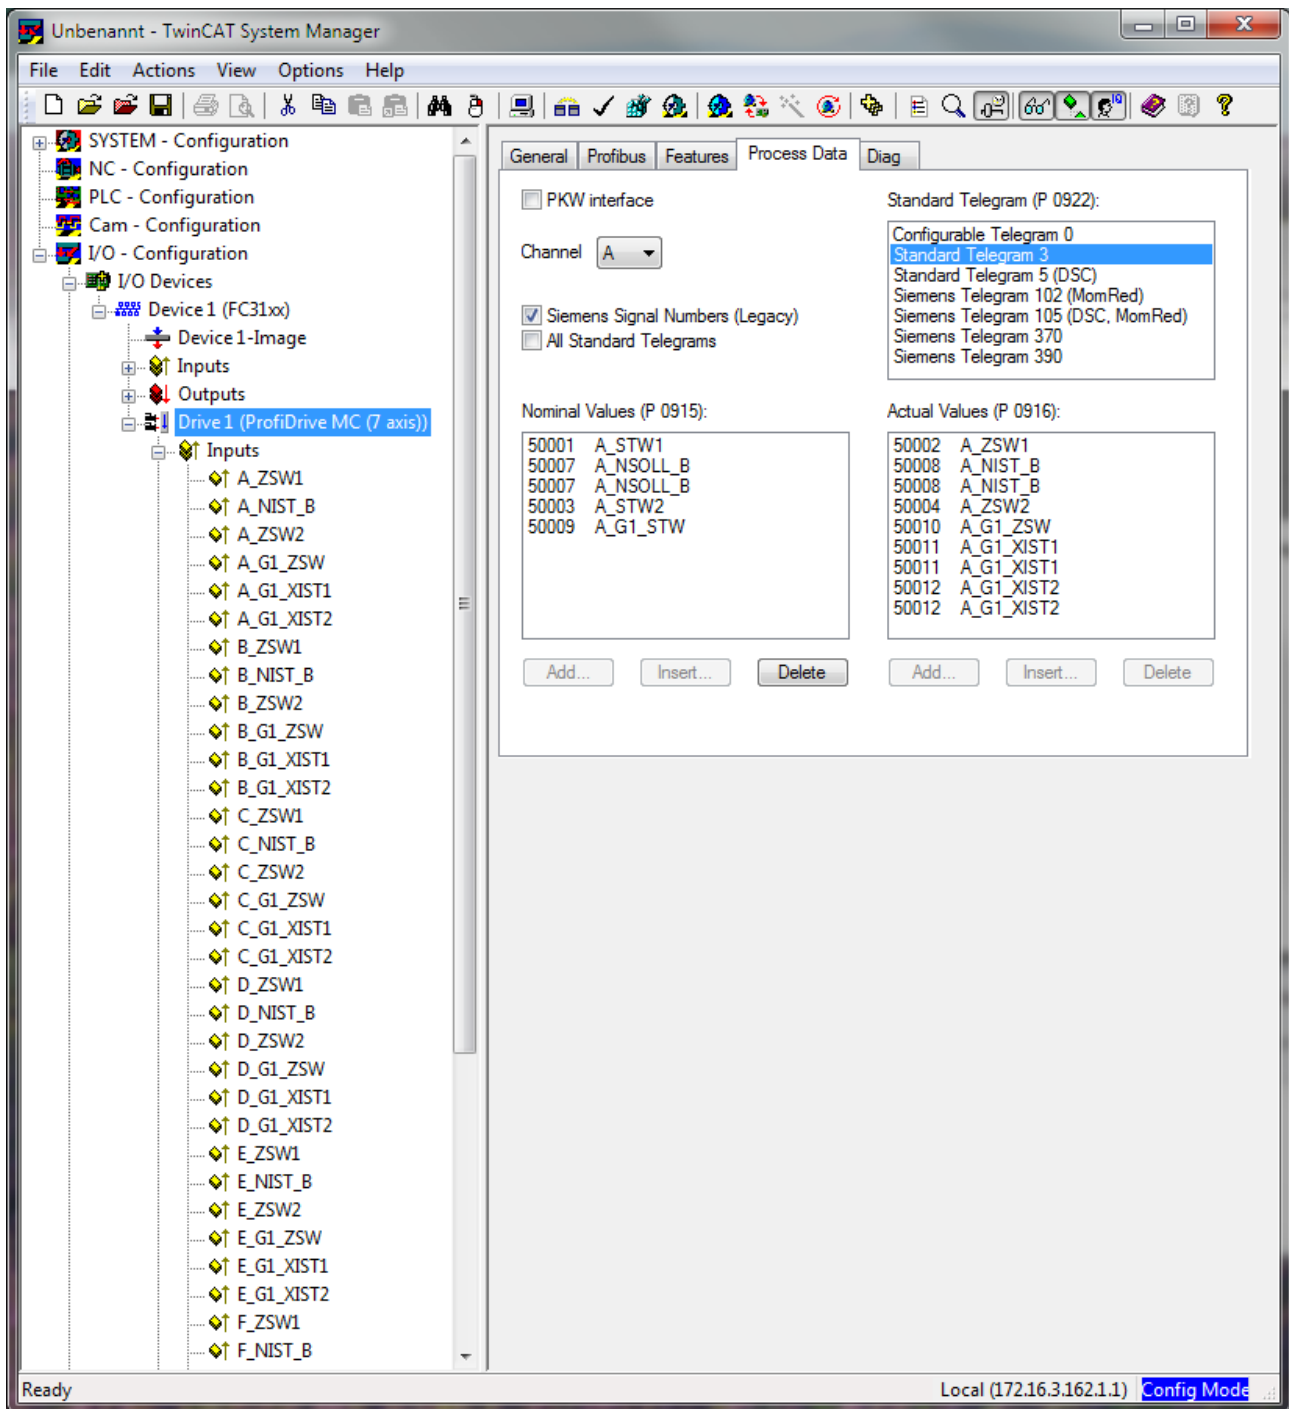 Unbenannt - TwinCAT System Manager
File Edit Actions View Options Help
SYSTEM - Configuration
NC - Configuration
PLC - Configuration
Cam - Configuration
I/O - Configuration
I/O Devices
Device 1 (FC31xx)
Device 1-Image
Inputs
Outputs
Drive 1 (ProfiDrive MC (7 axis))
Inputs
A_ZSW1
A_NIST_B
A_ZSW2
A_G1_ZSW
A_G1_XIST1
A_G1_XIST2
B_ZSW1
B_NIST_B
B_ZSW2
B_G1_ZSW
B_G1_XIST1
B_G1_XIST2
C_ZSW1
C_NIST_B
C_ZSW2
C_G1_ZSW
C_G1_XIST1
C_G1_XIST2
D_ZSW1
D_NIST_B
D_ZSW2
D_G1_ZSW
D_G1_XIST1
D_G1_XIST2
E_ZSW1
E_NIST_B
E_ZSW2
E_G1_ZSW
E_G1_XIST1
E_G1_XIST2
F_ZSW1
F_NIST_B
General Profibus Features Process Data Diag
PKW interface
Channel A
Siemens Signal Numbers (Legacy)
All Standard Telegrams
Standard Telegram (P 0922):
Configurable Telegram 0
Standard Telegram 3
Standard Telegram 5 (DSC)
Siemens Telegram 102 (MomRed)
Siemens Telegram 105 (DSC, MomRed)
Siemens Telegram 370
Siemens Telegram 390
Nominal Values (P 0915):
50001 A_STW1
50007 A_NSOLL_B
50007 A_NSOLL_B
50003 A_STW2
50009 A_G1_STW
Add... Insert... Delete
Actual Values (P 0916):
50002 A_ZSW1
50008 A_NIST_B
50008 A_NIST_B
50004 A_ZSW2
50010 A_G1_ZSW
50011 A_G1_XIST1
50011 A_G1_XIST1
50012 A_G1_XIST2
50012 A_G1_XIST2
Add... Insert... Delete
Ready Local (172.16.3.162.1.1) Config Mode